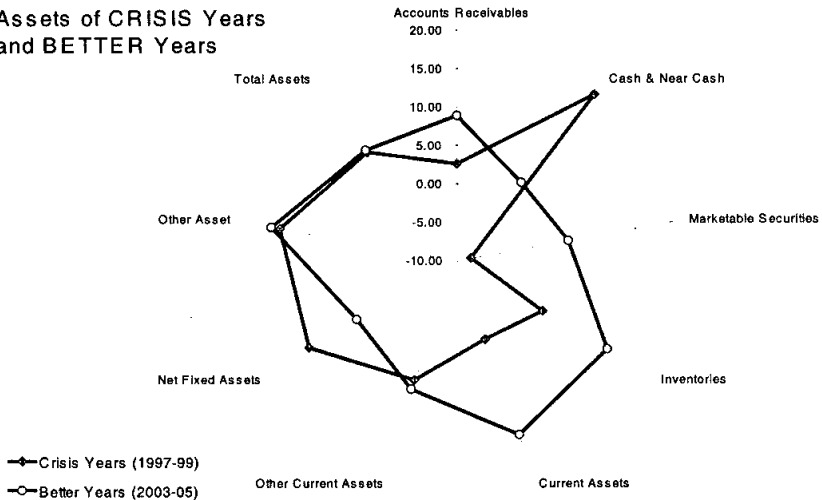 Assets of CRISIS Years
and BETTER Years
Accounts Receivables
20.00
15.00
10.00
5.00
0.00
-5.00
-10.00
Cash & Near Cash
Marketable Securities
Inventories
Current Assets
Other Current Assets
Net Fixed Assets
Other Asset
Total Assets
Crisis Years (1997-99)
Better Years (2003-05)